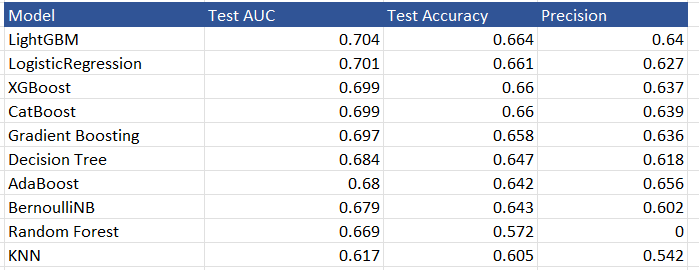 Model Test AUC Test Accuracy Precision
LightGBM 0.704 0.664 0.64
LogisticRegression 0.701 0.661 0.627
XGBoost 0.699 0.66 0.637
CatBoost 0.699 0.66 0.639
Gradient Boosting 0.697 0.658 0.636
Decision Tree 0.684 0.647 0.618
AdaBoost 0.68 0.642 0.656
BernoulliNB 0.679 0.643 0.602
Random Forest 0.669 0.572 0
KNN 0.617 0.605 0.542